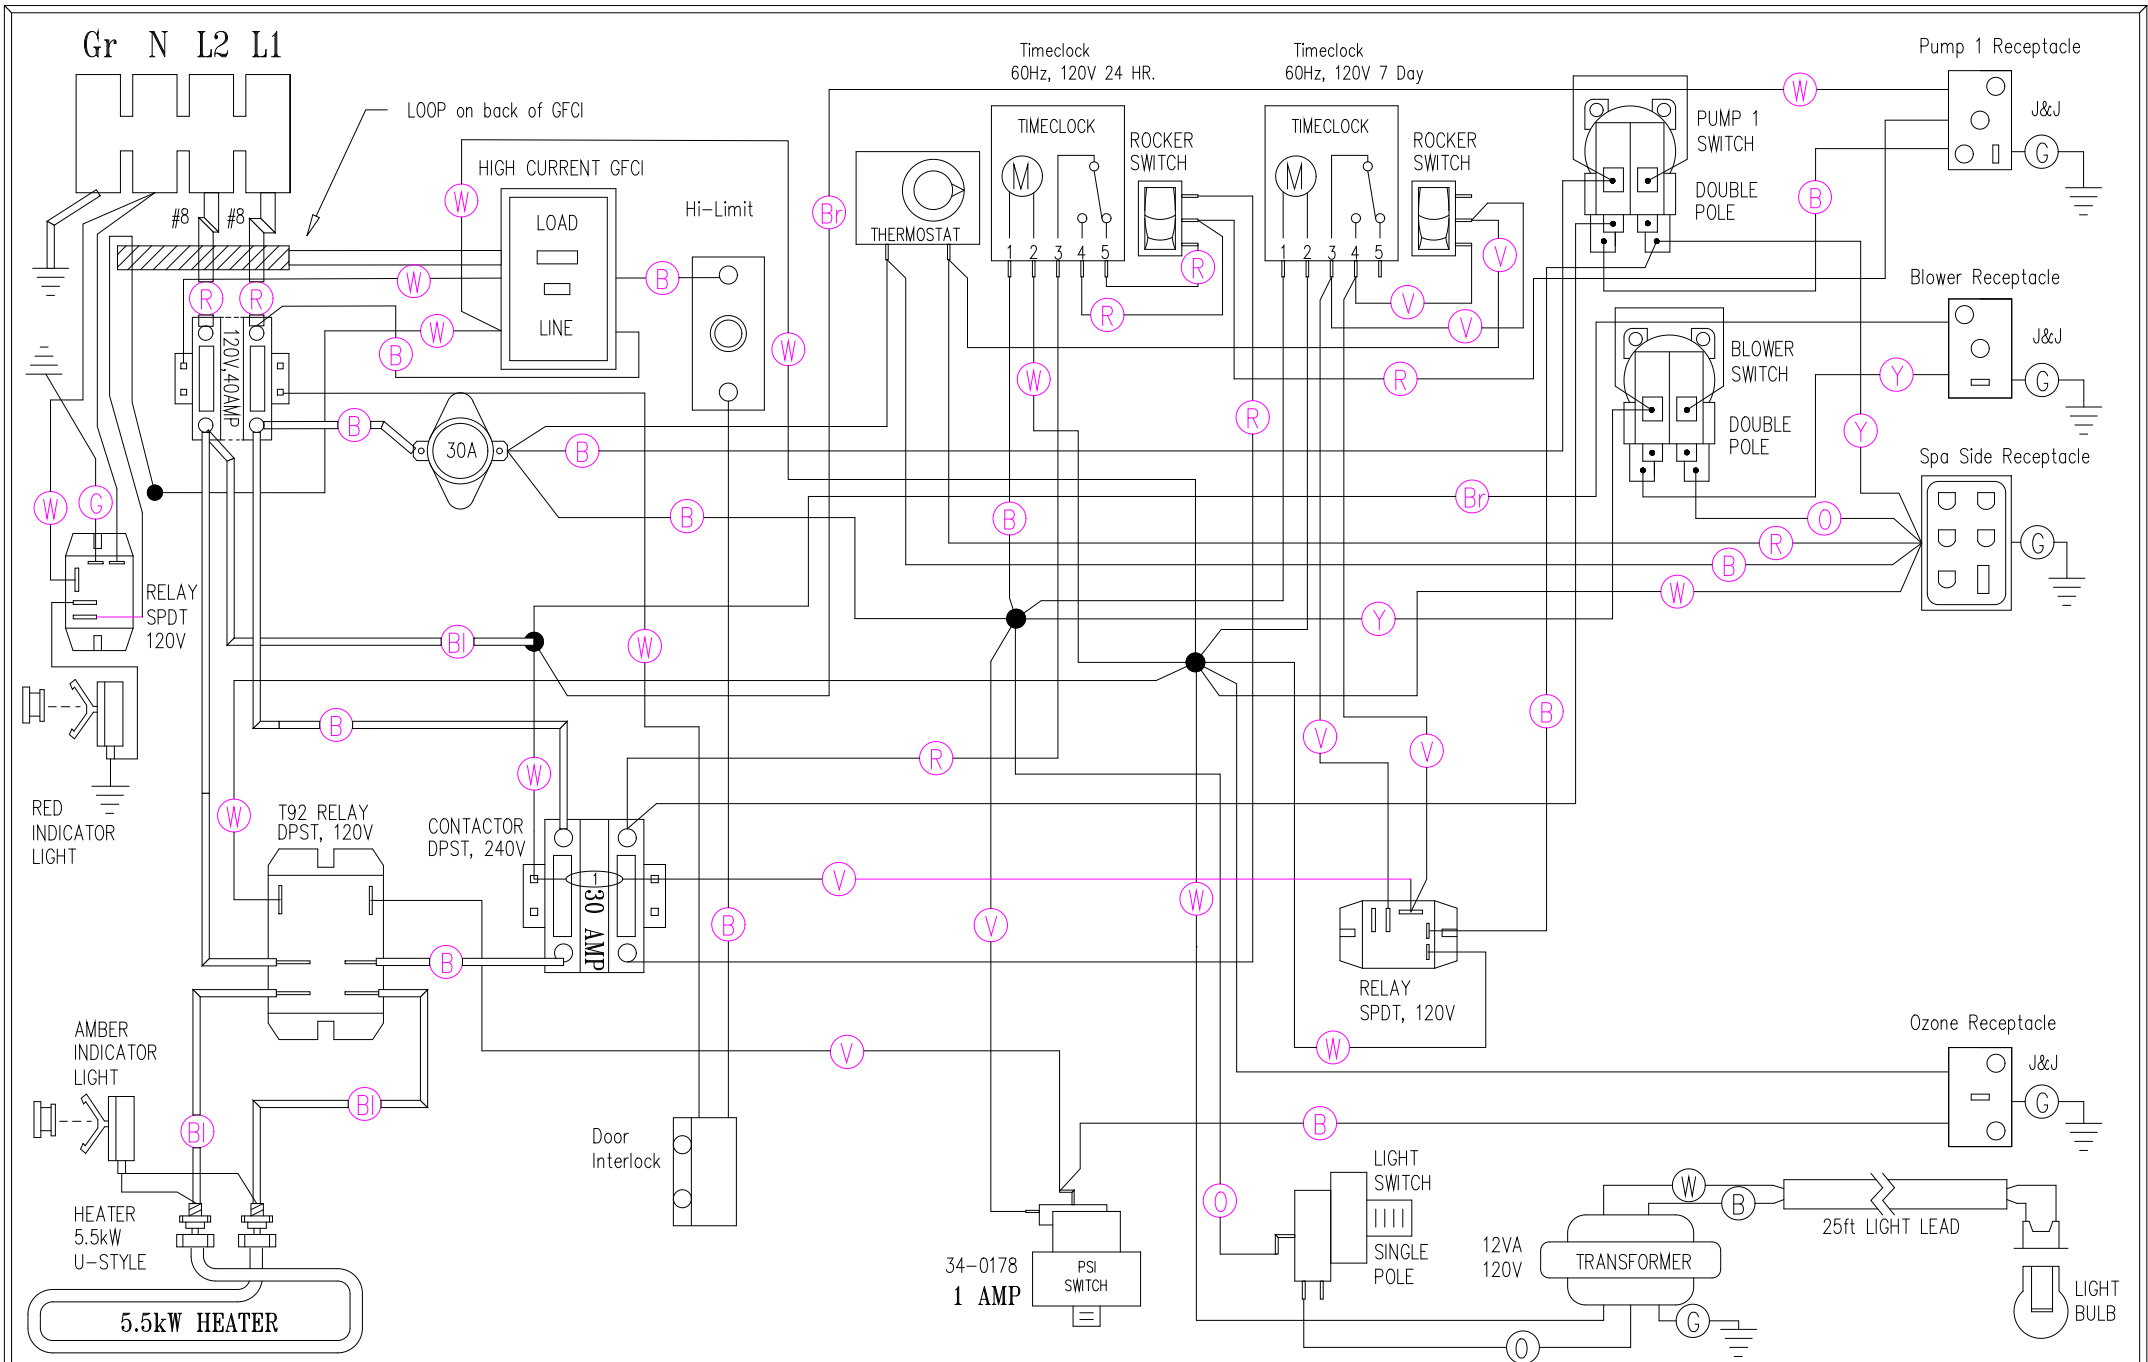 Gr N L2 L1
Timeclock
60Hz, 120V 24 HR.
Timeclock
60Hz, 120V 7 Day
Pump 1 Receptacle
W
LOOP on back of GFCI
TIMECLOCK
ROCKER
SWITCH
TIMECLOCK
ROCKER
SWITCH
PUMP 1
SWITCH
J&J
G
HIGH CURRENT GFCI
M
M
DOUBLE
POLE
B
W
Hi-Limit
Br
#8 #8
LOAD
THERMOSTAT
1 2 3 4 5
1 2 3 4 5
V
R
W
B
Blower Receptacle
R R
LINE
R
V
V
W
B
W
120V,40AMP
BLOWER
SWITCH
J&J
W
R
Y
G
R
DOUBLE
POLE
B
30A
B
Y
Spa Side Receptacle
W
G
B
B
Br
O
R
G
B
RELAY
SPDT
120V
W
Y
BI
W
B
B
V
V
R
W
RED
INDICATOR
LIGHT
W
T92 RELAY
DPST, 120V
CONTACTOR
DPST, 240V
1
V
W
30 AMP
B
V
B
RELAY
SPDT, 120V
AMBER
INDICATOR
LIGHT
V
W
Ozone Receptacle
J&J
G
BI
BI
B
Door
Interlock
LIGHT
SWITCH
W
B
O
25ft LIGHT LEAD
HEATER
5.5kW
U-STYLE
SINGLE
POLE
12VA
120V
TRANSFORMER
34-0178
1 AMP
PSI
SWITCH
LIGHT
BULB
5.5kW HEATER
G
O